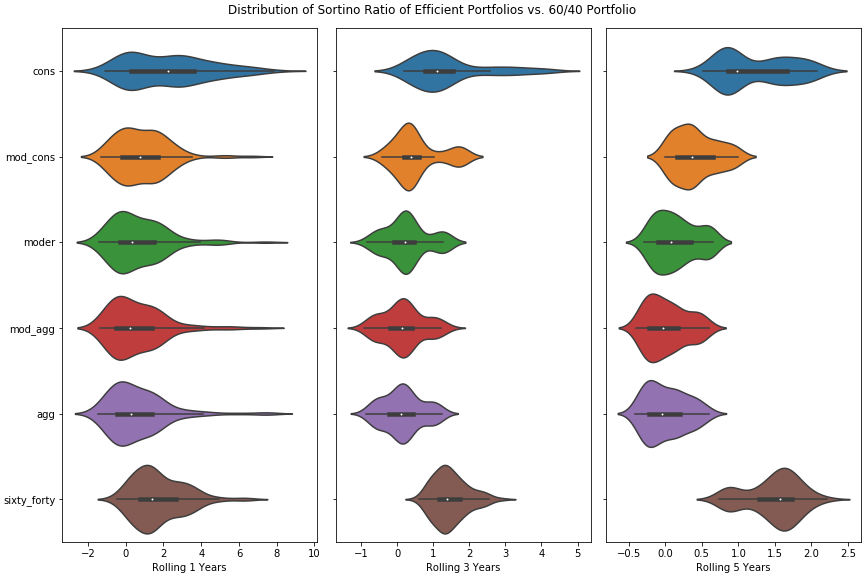 Distribution of Sortino Ratio of Efficient Portfolios vs. 60/40 Portfolio
cons
mod_cons
moder
mod_agg
agg
sixty_forty
−2 0 2 4 6 8 10
Rolling 1 Years
−1 0 1 2 3 4 5
Rolling 3 Years
−0.5 0.0 0.5 1.0 1.5 2.0 2.5
Rolling 5 Years